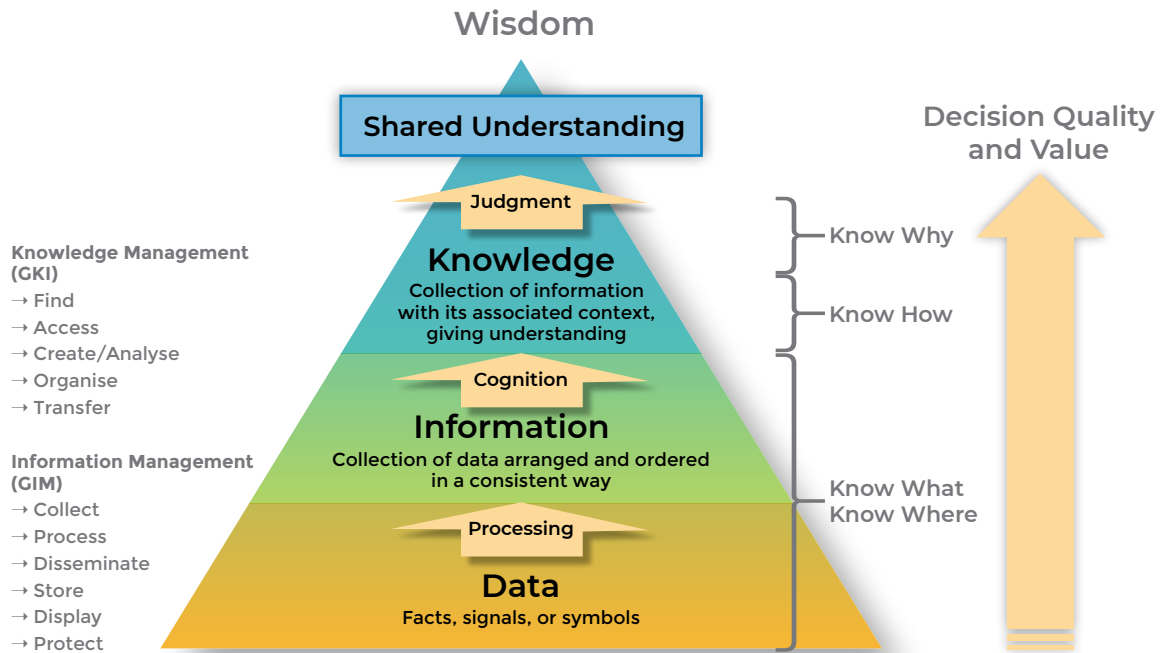 Wisdom
Shared Understanding
Judgment
Knowledge
Collection of information
with its associated context,
giving understanding
Cognition
Information
Collection of data arranged and ordered
in a consistent way
Processing
Data
Facts, signals, or symbols
Knowledge Management
(GKI)
→ Find
→ Access
→ Create/Analyse
→ Organise
→ Transfer
Information Management
(GIM)
→ Collect
→ Process
→ Disseminate
→ Store
→ Display
→ Protect
Know Why
Know How
Know What
Know Where
Decision Quality
and Value